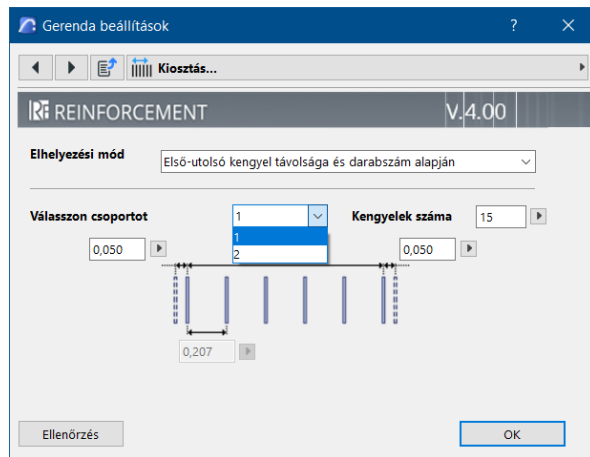 Gerenda beállítások ?
Kiosztás...
RE REINFORCEMENT V.4.00
Elhelyezési mód Első-utolsó kengyel távolsága és darabszám alapján
Válasszon csoportot 1 Kengyelek száma 15
1
0,050 2 0,050
0,207
Ellenőrzés OK